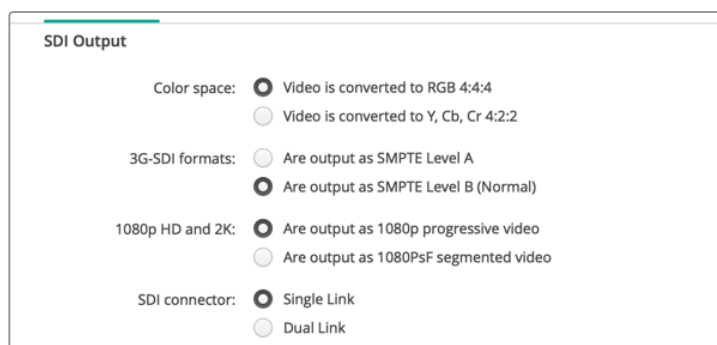 SDI Output
Color space: Video is converted to RGB 4:4:4
Video is converted to Y, Cb, Cr 4:2:2
3G-SDI formats: Are output as SMPTE Level A
Are output as SMPTE Level B (Normal)
1080p HD and 2K: Are output as 1080p progressive video
Are output as 1080PsF segmented video
SDI connector: Single Link
Dual Link